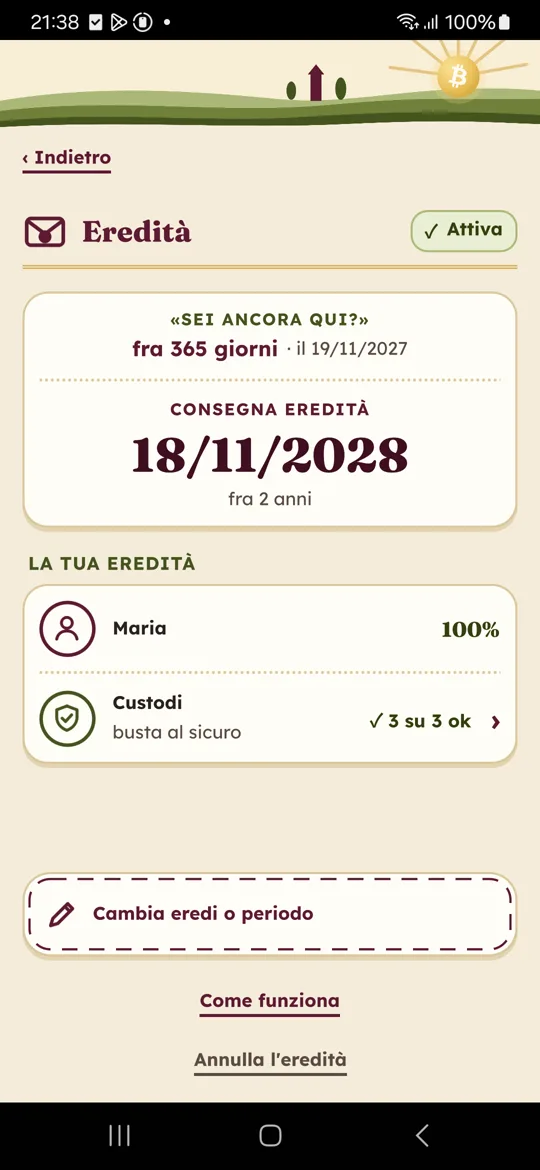 21:38
100%
‹ Indietro
Eredità
✓ Attiva
«SEI ANCORA QUI?»
fra 365 giorni · il 19/11/2027
CONSEGNA EREDITÀ
18/11/2028
fra 2 anni
LA TUA EREDITÀ
Maria
100%
Custodi
busta al sicuro
✓ 3 su 3 ok ›
Cambia eredi o periodo
Come funziona
Annulla l'eredità